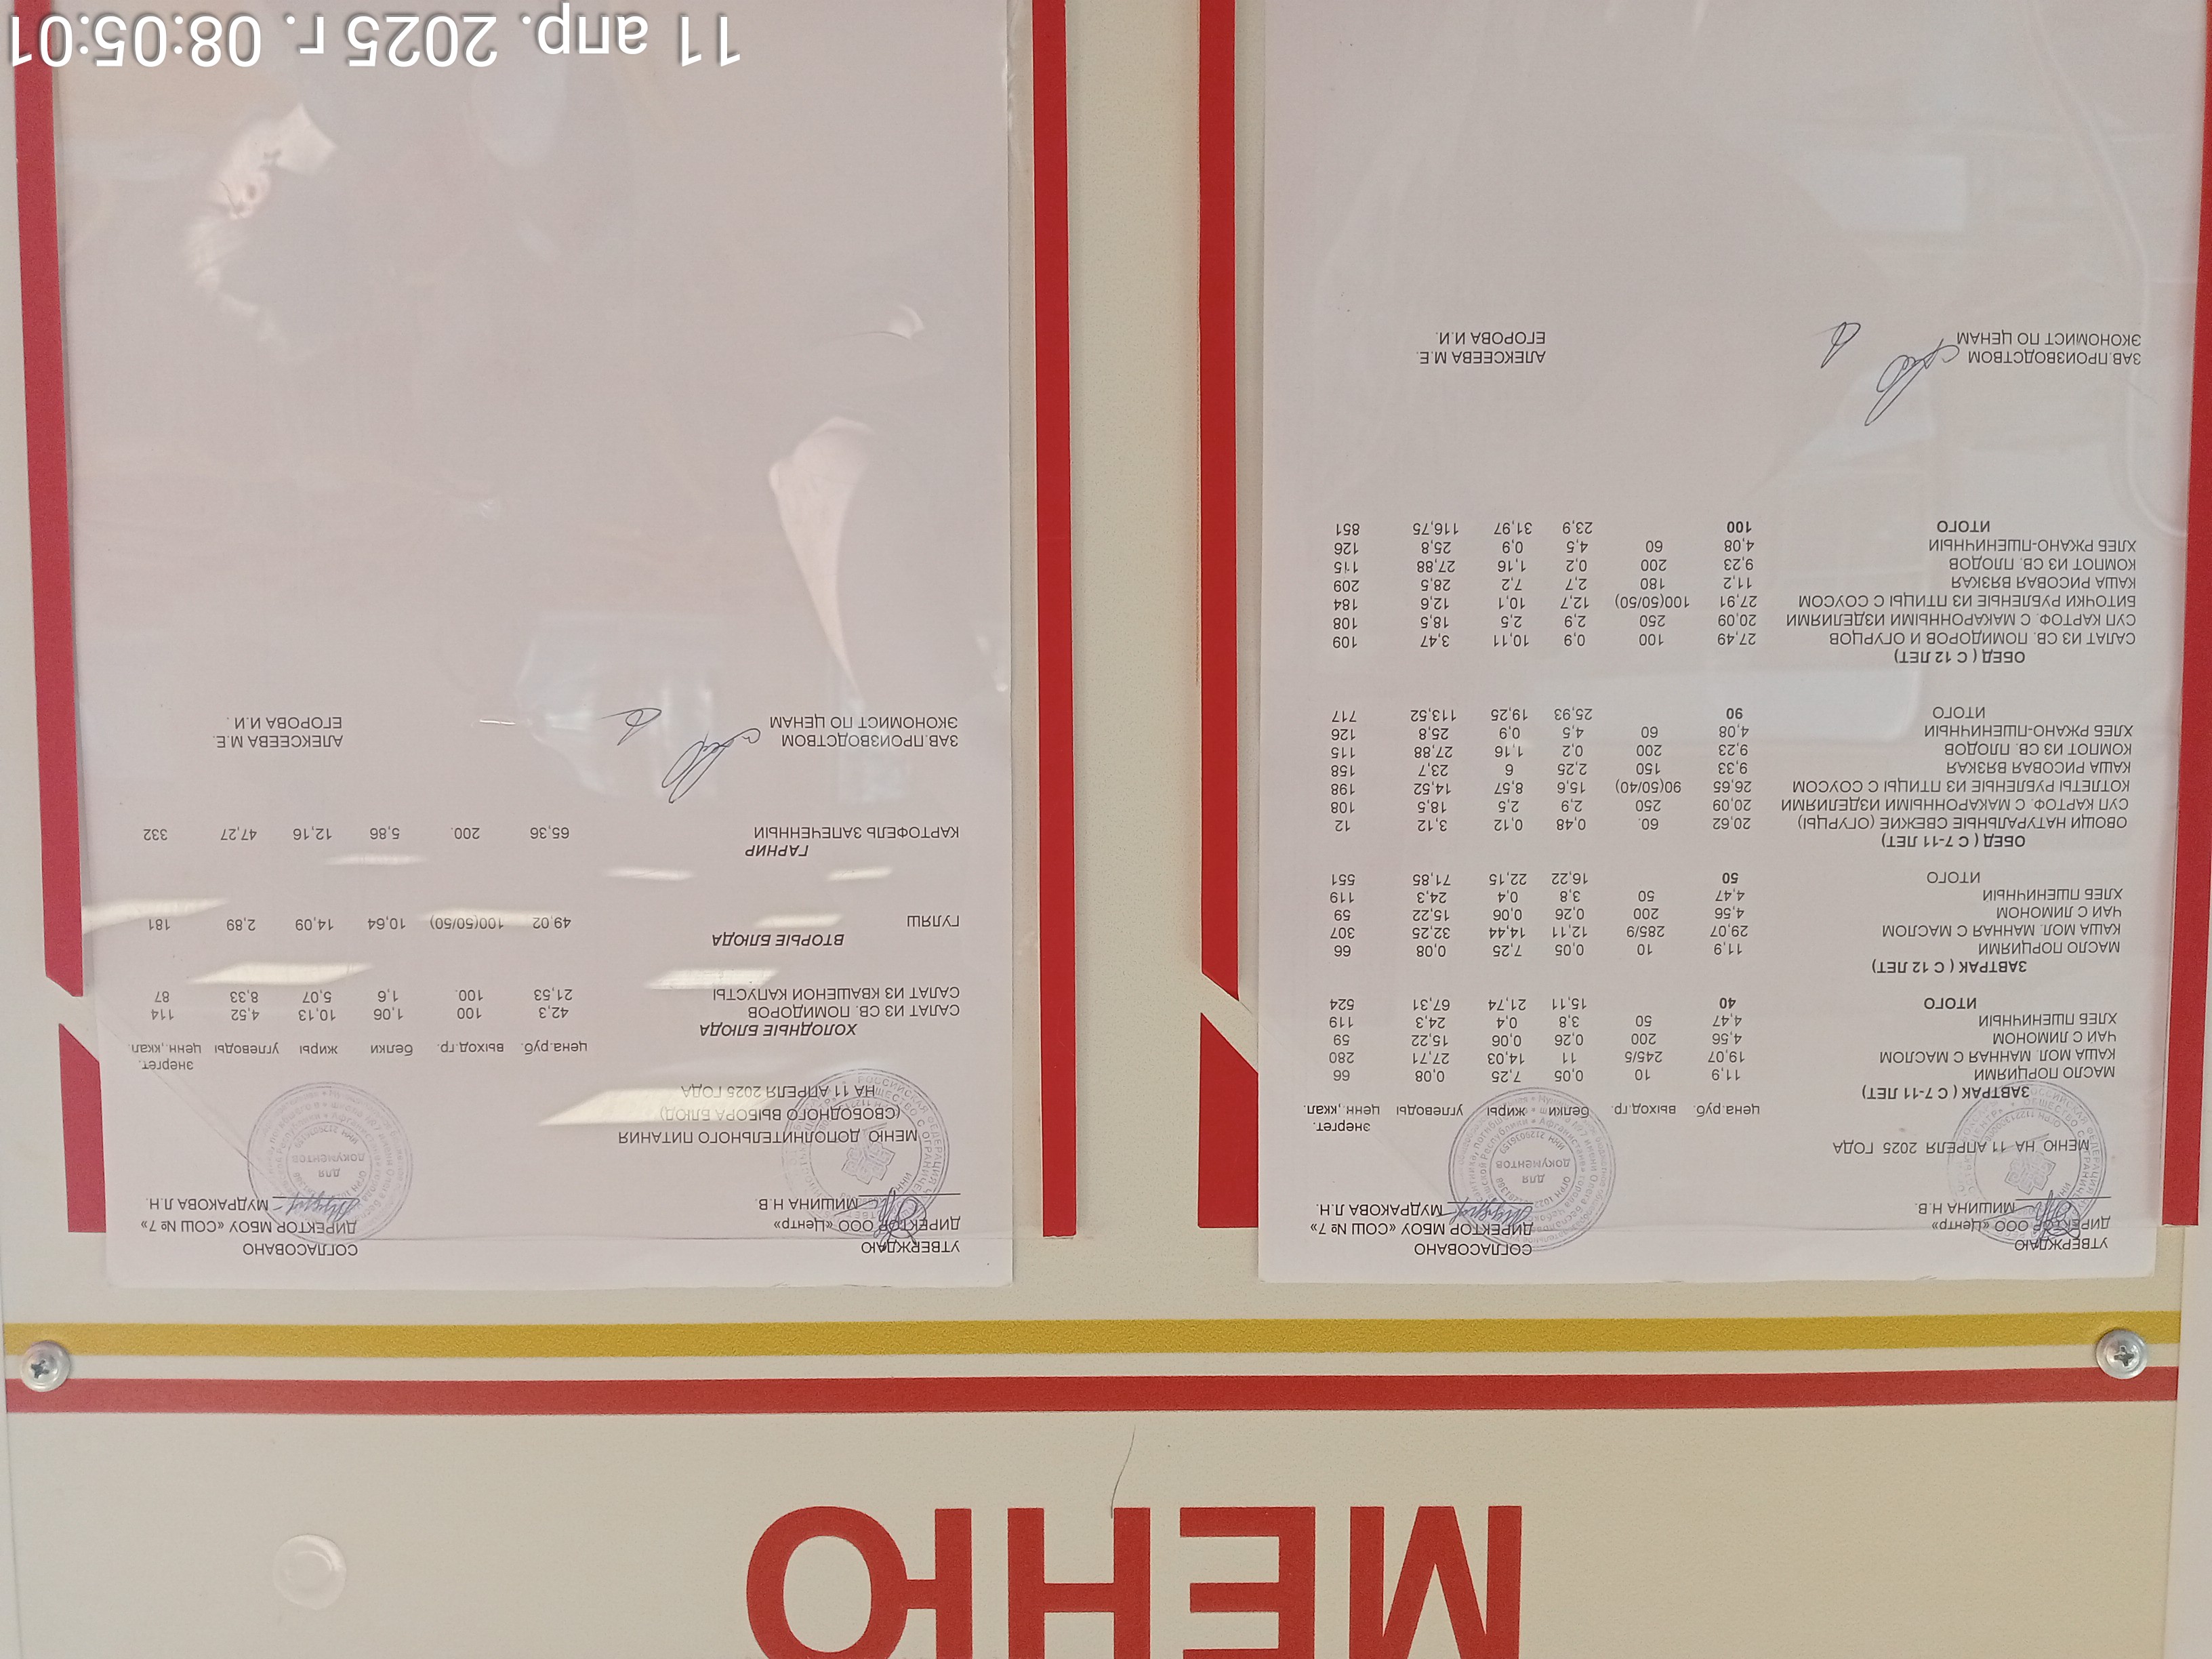 МЕНЮ
УТВЕРЖДАЮ СОГЛАСОВАНО
ДИРЕКТОР ООО «Центр» ДИРЕКТОР МБОУ «СОШ № 7»
МИШИНА Н.В. МУДРАКОВА Л.Н.
МЕНЮ НА 11 АПРЕЛЯ 2025 ГОДА
цена,руб. выход,гр. белки жиры углеводы энергет. ценн.,ккал.
ЗАВТРАК ( С 7-11 ЛЕТ)
МАСЛО ПОРЦИЯМИ 11,9 10 0,05 7,25 0,08 66
КАША МОЛ. МАННАЯ С МАСЛОМ 19,07 245/5 11 14,03 27,71 280
ЧАЙ С ЛИМОНОМ 4,56 200 0,26 0,06 15,22 59
ХЛЕБ ПШЕНИЧНЫЙ 4,47 50 3,8 0,4 24,3 119
ИТОГО 40 15,11 21,74 67,31 524
ЗАВТРАК ( С 12 ЛЕТ)
МАСЛО ПОРЦИЯМИ 11,9 10 0,05 7,25 0,08 66
КАША МОЛ. МАННАЯ С МАСЛОМ 29,07 285/9 12,11 14,44 32,25 307
ЧАЙ С ЛИМОНОМ 4,56 200 0,26 0,06 15,22 59
ХЛЕБ ПШЕНИЧНЫЙ 4,47 50 3,8 0,4 24,3 119
ИТОГО 50 16,22 22,15 71,85 551
ОБЕД ( С 7-11 ЛЕТ)
ОВОЩИ НАТУРАЛЬНЫЕ СВЕЖИЕ (ОГУРЦЫ) 20,62 60. 0,48 0,12 3,12 12
СУП КАРТОФ. С МАКАРОННЫМИ ИЗДЕЛИЯМИ 20,09 250 2,9 2,5 18,5 108
КОТЛЕТЫ РУБЛЕНЫЕ ИЗ ПТИЦЫ С СОУСОМ 26,65 90(50/40) 15,6 8,57 14,52 198
КАША РИСОВАЯ ВЯЗКАЯ 9,33 150 2,25 6 23,7 158
КОМПОТ ИЗ СВ. ПЛОДОВ 9,23 200 0,2 1,16 27,88 115
ХЛЕБ РЖАНО-ПШЕНИЧНЫЙ 4,08 60 4,5 0,9 25,8 126
ИТОГО 90 25,93 19,25 113,52 717
ОБЕД ( С 12 ЛЕТ)
САЛАТ ИЗ СВ. ПОМИДОРОВ И ОГУРЦОВ 27,49 100 0,9 10,11 3,47 109
СУП КАРТОФ. С МАКАРОННЫМИ ИЗДЕЛИЯМИ 20,09 250 2,9 2,5 18,5 108
БИТОЧКИ РУБЛЕНЫЕ ИЗ ПТИЦЫ С СОУСОМ 27,91 100(50/50) 12,7 10,1 12,6 184
КАША РИСОВАЯ ВЯЗКАЯ 11,2 180 2,7 7,2 28,5 209
КОМПОТ ИЗ СВ. ПЛОДОВ 9,23 200 0,2 1,16 27,88 115
ХЛЕБ РЖАНО-ПШЕНИЧНЫЙ 4,08 60 4,5 0,9 25,8 126
ИТОГО 100 23,9 31,97 116,75 851
ЗАВ.ПРОИЗВОДСТВОМ АЛЕКСЕЕВА М.Е.
ЭКОНОМИСТ ПО ЦЕНАМ ЕГОРОВА И.И.
УТВЕРЖДАЮ СОГЛАСОВАНО
ДИРЕКТОР ООО «Центр» ДИРЕКТОР МБОУ «СОШ № 7»
МИШИНА Н.В. МУДРАКОВА Л.Н.
для документов
МЕНЮ ДОПОЛНИТЕЛЬНОГО ПИТАНИЯ
(СВОБОДНОГО ВЫБОРА БЛЮД)
НА 11 АПРЕЛЯ 2025 ГОДА
цена,руб. выход,гр. белки жиры углеводы энергет. ценн.,ккал.
ХОЛОДНЫЕ БЛЮДА
САЛАТ ИЗ СВ. ПОМИДОРОВ 42,3 100 1,06 10,13 4,52 114
САЛАТ ИЗ КВАШЕНОЙ КАПУСТЫ 21,53 100. 1,6 5,07 8,33 87
ВТОРЫЕ БЛЮДА
ГУЛЯШ 49,02 100(50/50) 10,64 14,09 2,89 181
ГАРНИР
КАРТОФЕЛЬ ЗАПЕЧЕННЫЙ 65,36 200. 5,86 12,16 47,27 332
ЗАВ.ПРОИЗВОДСТВОМ АЛЕКСЕЕВА М.Е.
ЭКОНОМИСТ ПО ЦЕНАМ ЕГОРОВА И.И.
11 апр. 2025 г. 08:05:01